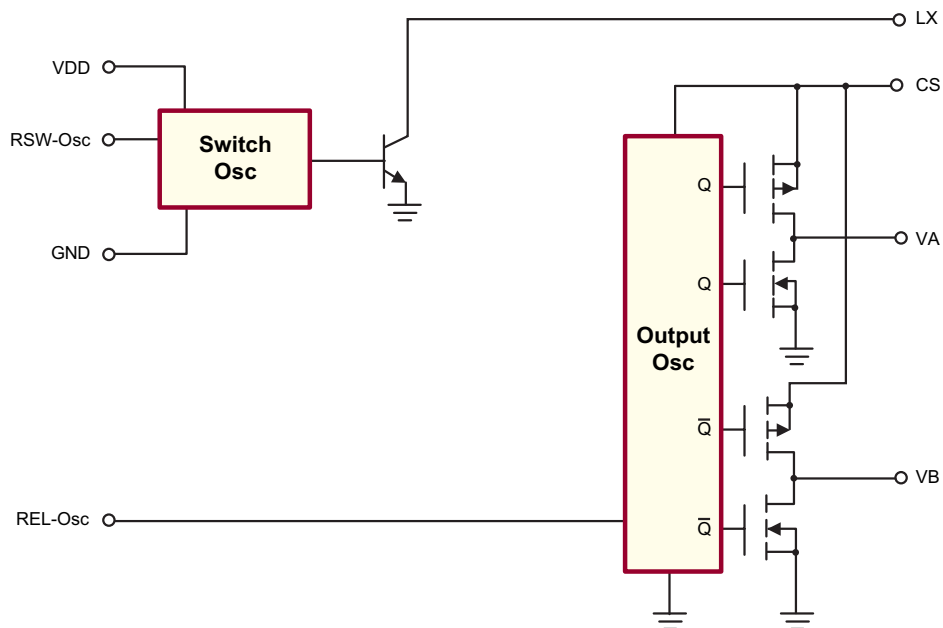 LX
VDD
CS
RSW-Osc
Switch
Osc
Q
GND
VA
Q
Output
Osc
Q̅
VB
REL-Osc
Q̅